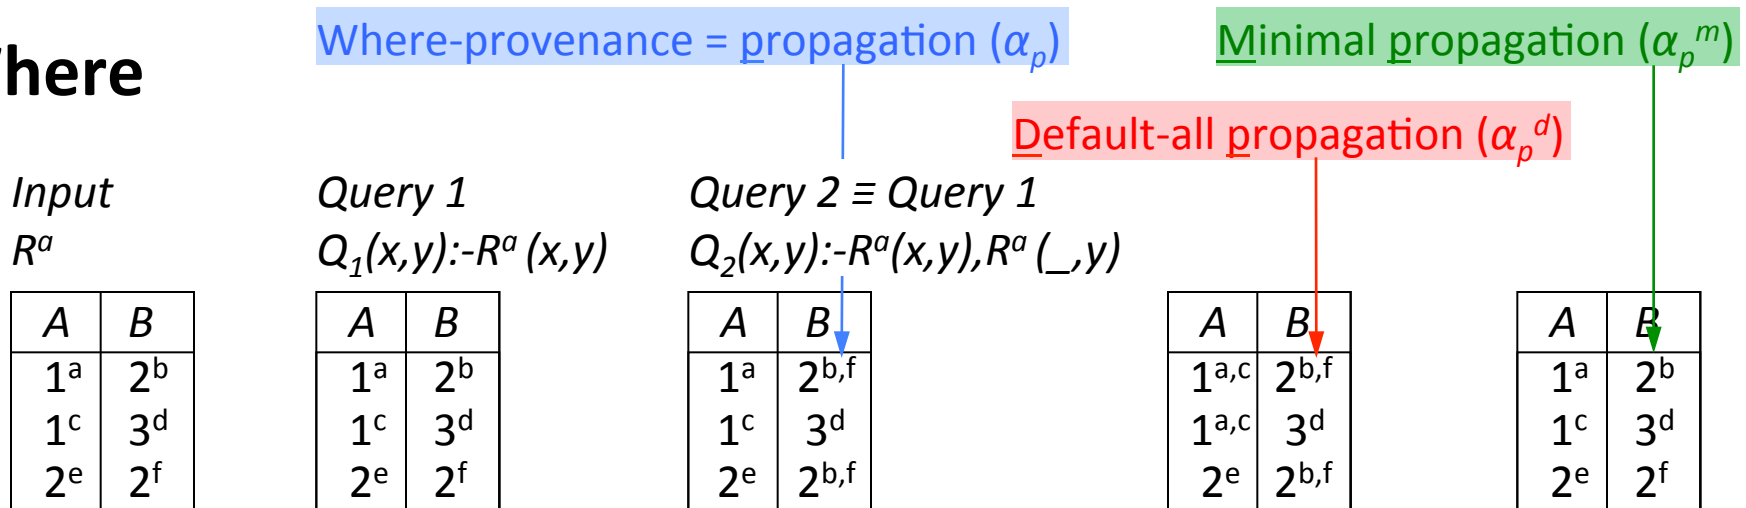 here
Where-provenance = propagation (αp)
Minimal propagation (αpᵐ)
Default-all propagation (αpᵈ)
Input
Rᵃ
Query 1
Q₁(x,y):-Rᵃ (x,y)
Query 2 ≡ Query 1
Q₂(x,y):-Rᵃ(x,y),Rᵃ (_,y)
A B
1ᵃ 2ᵇ
1ᶜ 3ᵈ
2ᵉ 2ᶠ
A B
1ᵃ 2ᵇ
1ᶜ 3ᵈ
2ᵉ 2ᶠ
A B
1ᵃ 2ᵇ,ᶠ
1ᶜ 3ᵈ
2ᵉ 2ᵇ,ᶠ
A B
1ᵃ,ᶜ 2ᵇ,ᶠ
1ᵃ,ᶜ 3ᵈ
2ᵉ 2ᵇ,ᶠ
A B
1ᵃ 2ᵇ
1ᶜ 3ᵈ
2ᵉ 2ᶠ